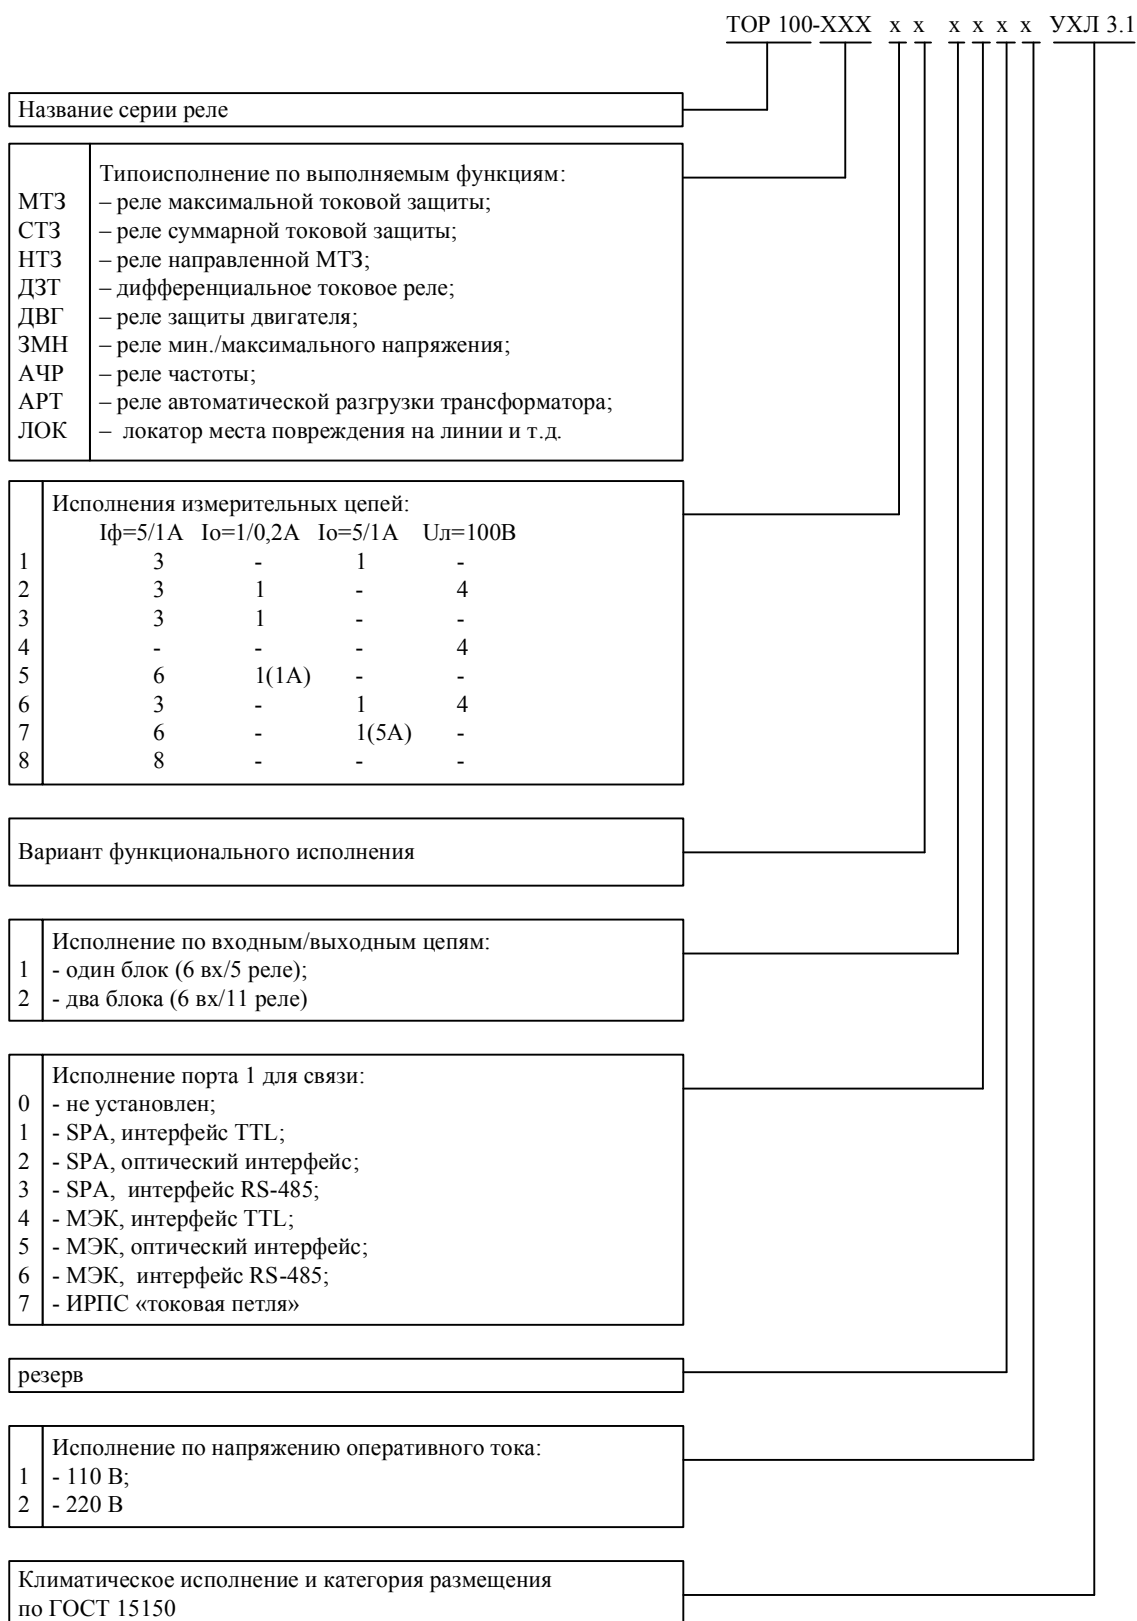 ТОР 100-XXX x x x x x x УХЛ 3.1
Название серии реле
Типоисполнение по выполняемым функциям:
МТЗ – реле максимальной токовой защиты;
СТЗ – реле суммарной токовой защиты;
НТЗ – реле направленной МТЗ;
ДЗТ – дифференциальное токовое реле;
ДВГ – реле защиты двигателя;
ЗМН – реле мин./максимального напряжения;
АЧР – реле частоты;
АРТ – реле автоматической разгрузки трансформатора;
ЛОК – локатор места повреждения на линии и т.д.
Исполнения измерительных цепей:
Iф=5/1А Iо=1/0,2А Iо=5/1А Uл=100В
1 3 - 1 -
2 3 1 - 4
3 3 1 - -
4 - - - 4
5 6 1(1А) - -
6 3 - 1 4
7 6 - 1(5А) -
8 8 - - -
Вариант функционального исполнения
Исполнение по входным/выходным цепям:
1 - один блок (6 вх/5 реле);
2 - два блока (6 вх/11 реле)
Исполнение порта 1 для связи:
0 - не установлен;
1 - SPA, интерфейс TTL;
2 - SPA, оптический интерфейс;
3 - SPA, интерфейс RS-485;
4 - МЭК, интерфейс TTL;
5 - МЭК, оптический интерфейс;
6 - МЭК, интерфейс RS-485;
7 - ИРПС «токовая петля»
резерв
Исполнение по напряжению оперативного тока:
1 - 110 В;
2 - 220 В
Климатическое исполнение и категория размещения
по ГОСТ 15150